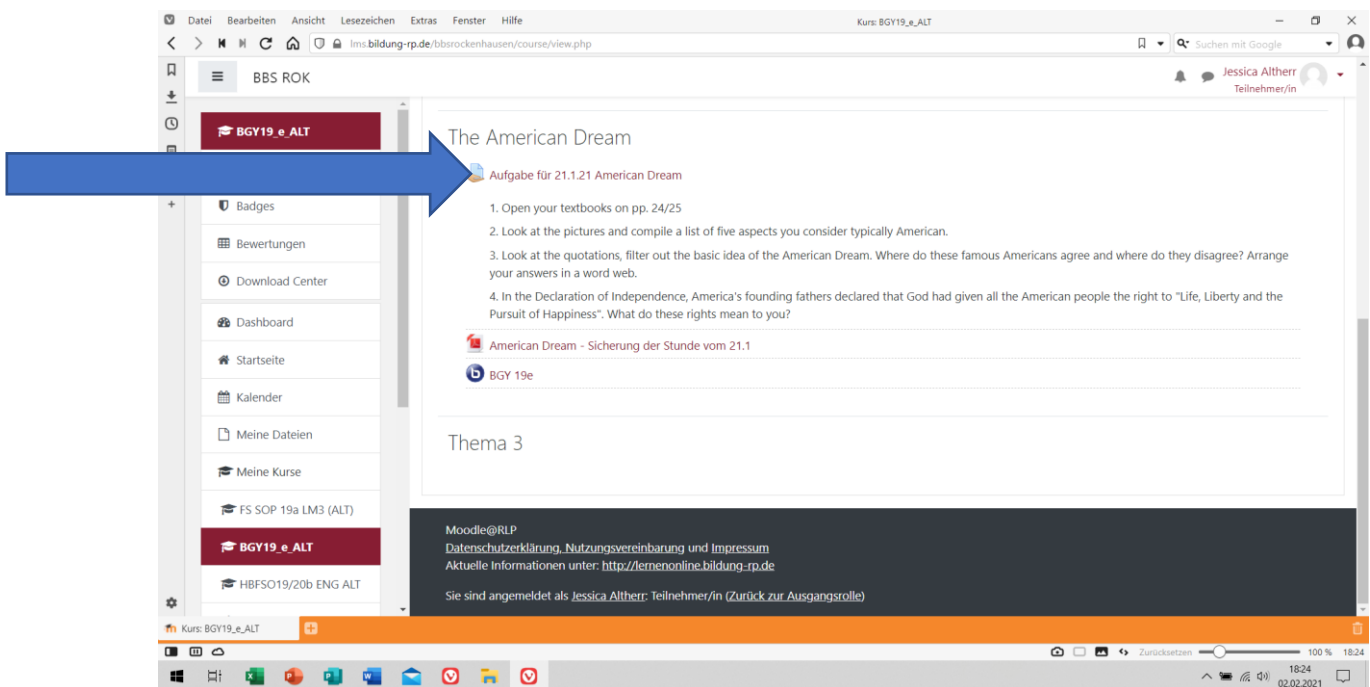 Datei Bearbeiten Ansicht Lesezeichen Extras Fenster Hilfe
Kurs: BGY19_e_ALT
lms.bildung-rp.de/bbsrockenhausen/course/view.php
Suchen mit Google
BBS ROK
Jessica Altherr
Teilnehmer/in
BGY19_e_ALT
Badges
Bewertungen
Download Center
Dashboard
Startseite
Kalender
Meine Dateien
Meine Kurse
FS SOP 19a LM3 (ALT)
BGY19_e_ALT
HBFSO19/20b ENG ALT
The American Dream
Aufgabe für 21.1.21 American Dream
1. Open your textbooks on pp. 24/25
2. Look at the pictures and compile a list of five aspects you consider typically American.
3. Look at the quotations, filter out the basic idea of the American Dream. Where do these famous Americans agree and where do they disagree? Arrange
your answers in a word web.
4. In the Declaration of Independence, America's founding fathers declared that God had given all the American people the right to "Life, Liberty and the
Pursuit of Happiness". What do these rights mean to you?
American Dream - Sicherung der Stunde vom 21.1
BGY 19e
Thema 3
Moodle@RLP
Datenschutzerklärung, Nutzungsvereinbarung und Impressum
Aktuelle Informationen unter: http://lernenonline.bildung-rp.de
Sie sind angemeldet als Jessica Altherr: Teilnehmer/in (Zurück zur Ausgangsrolle)
Kurs: BGY19_e_ALT
Zurücksetzen
100 %
18:24
18:24
02.02.2021